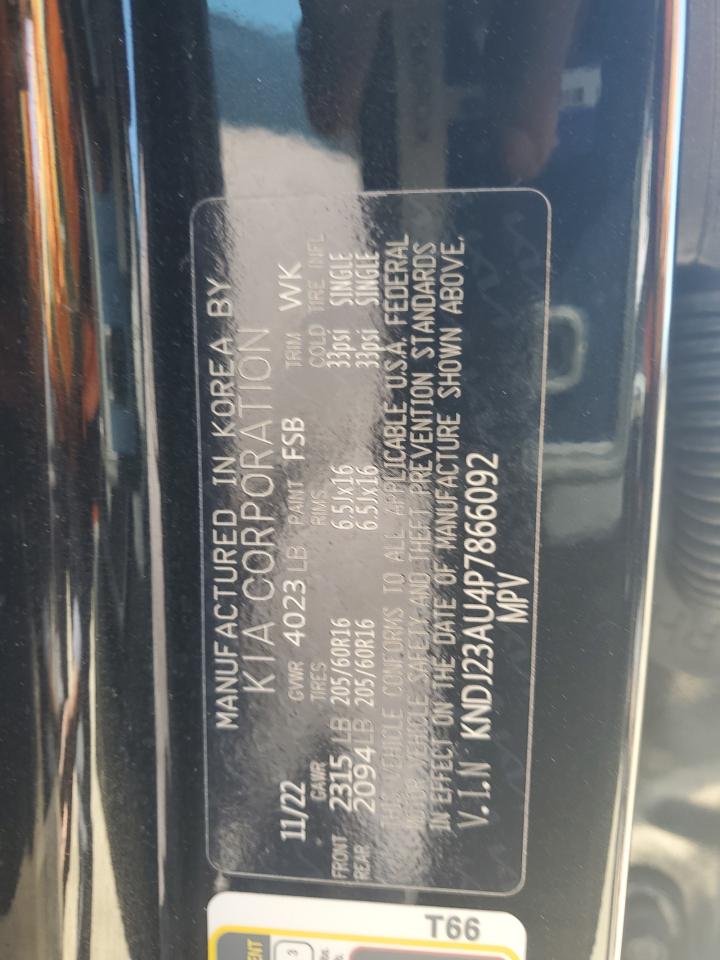 MANUFACTURED IN KOREA BY
KIA CORPORATION
11/22 GVWR 4023 LB PAINT FSB TRIM WK
GAWR TIRES RIMS COLD TIRE INFL
FRONT 2315 LB 205/60R16 6.5Jx16 33psi SINGLE
REAR 2094 LB 205/60R16 6.5Jx16 33psi SINGLE
THIS VEHICLE CONFORMS TO ALL APPLICABLE U.S.A. FEDERAL
MOTOR VEHICLE SAFETY AND THEFT PREVENTION STANDARDS
IN EFFECT ON THE DATE OF MANUFACTURE SHOWN ABOVE.
V.I.N KNDJ23AU4P7866092
MPV
T66
3